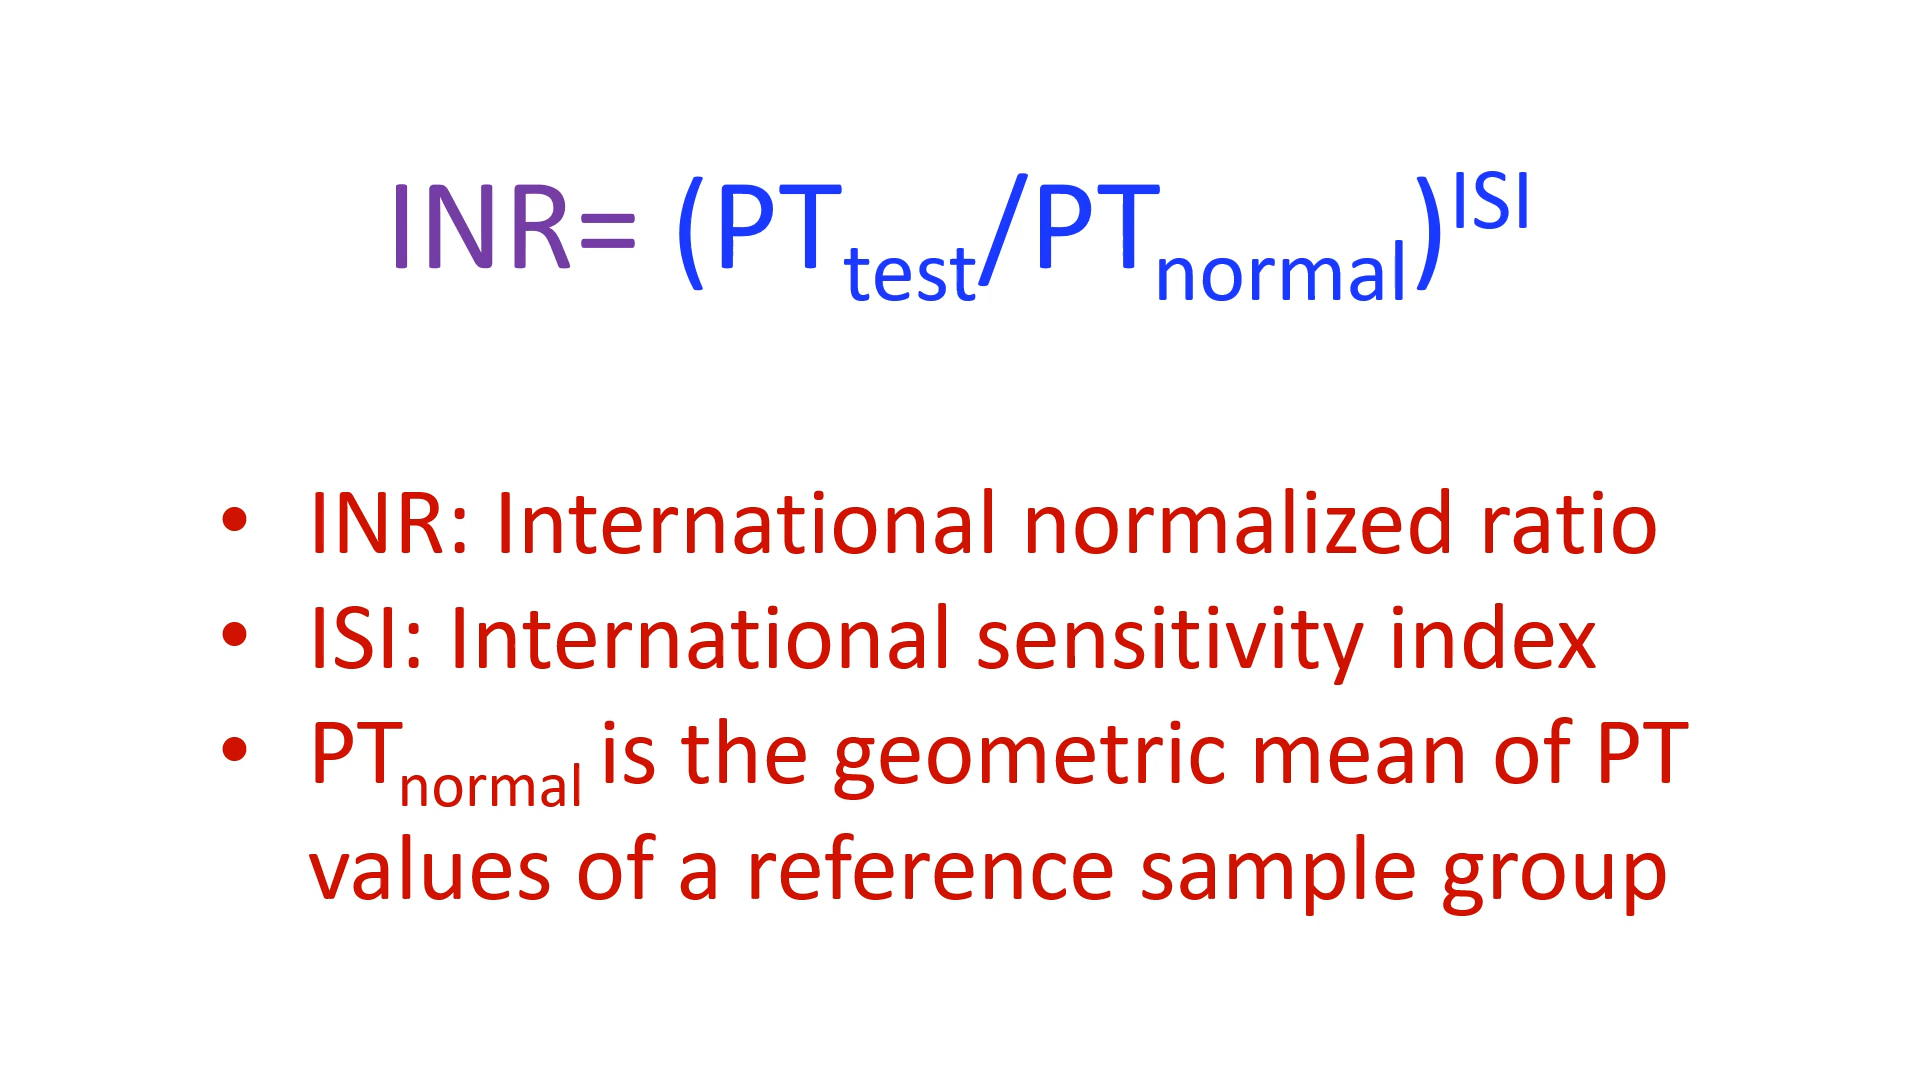 INR= (PTtest/PTnormal)ISI
• INR: International normalized ratio
• ISI: International sensitivity index
• PTnormal is the geometric mean of PT
values of a reference sample group